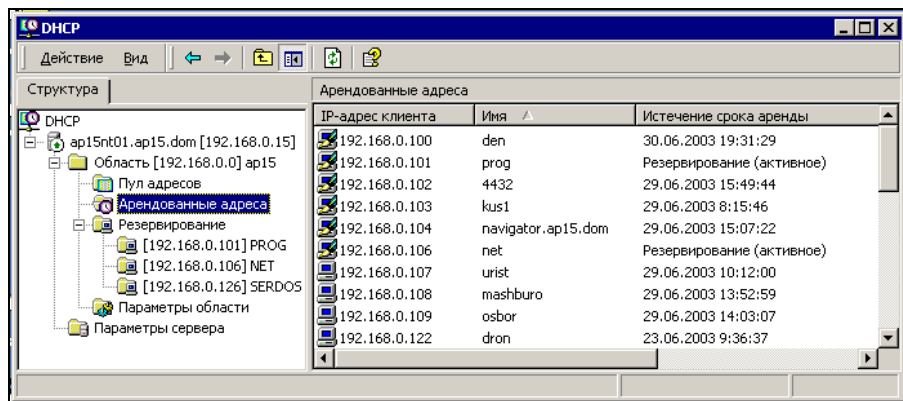 DHCP
Действие Вид
Структура
Арендованные адреса
DHCP
ap15nt01.ap15.dom [192.168.0.15]
Область [192.168.0.0] ap15
Пул адресов
Арендованные адреса
Резервирование
[192.168.0.101] PROG
[192.168.0.106] NET
[192.168.0.126] SERDOS
Параметры области
Параметры сервера
IP-адрес клиента Имя Истечение срока аренды
192.168.0.100 den 30.06.2003 19:31:29
192.168.0.101 prog Резервирование (активное)
192.168.0.102 4432 29.06.2003 15:49:44
192.168.0.103 kus1 29.06.2003 8:15:46
192.168.0.104 navigator.ap15.dom 29.06.2003 15:07:22
192.168.0.106 net Резервирование (активное)
192.168.0.107 urist 29.06.2003 10:12:00
192.168.0.108 mashburo 29.06.2003 13:52:59
192.168.0.109 osbor 29.06.2003 14:03:07
192.168.0.122 dron 23.06.2003 9:36:37